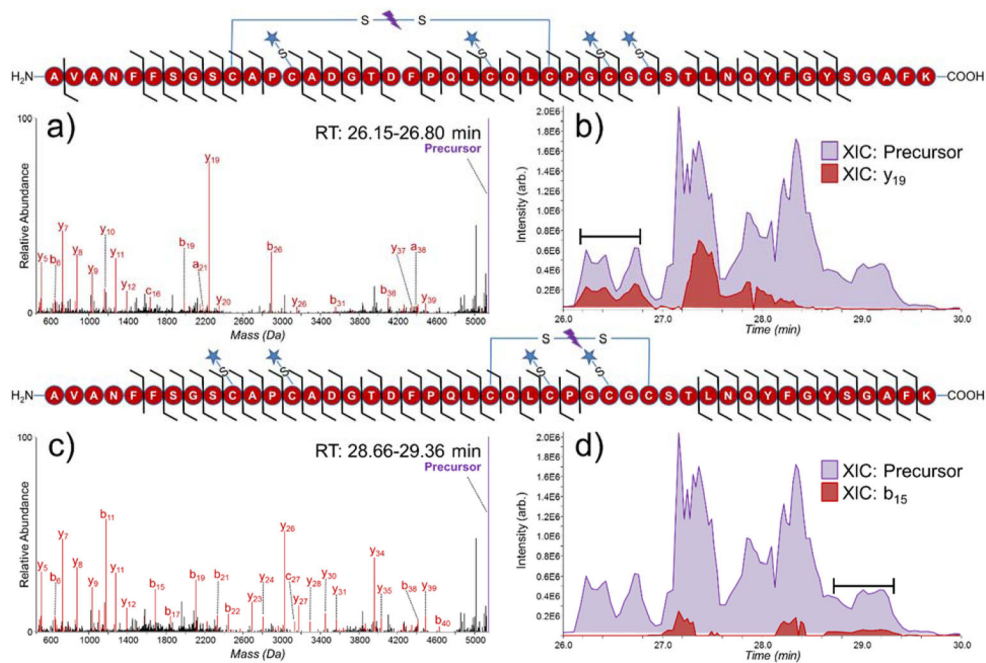 S S
S S S S
H₂N A V A N F F S G S C A P C A D G T D F P Q L C Q L C P G C G C S T L N Q Y F G Y S G A F K COOH
a)
RT: 26.15-26.80 min
Precursor
100
Relative Abundance
0
y₅ b₆ y₇ y₈ y₉ y₁₀ y₁₁ y₁₂ c₁₆ b₁₉ a₂₁ y₁₉ y₂₀ b₂₆ y₂₆ b₃₁ b₃₈ y₃₇ a₃₈ y₃₉
600 1000 1400 1800 2200 2600 3000 3400 3800 4200 4600 5000
Mass (Da)
b)
XIC: Precursor
XIC: y₁₉
Intensity (arb.)
2.0E6
1.8E6
1.6E6
1.4E6
1.2E6
1.0E6
0.8E6
0.6E6
0.4E6
0.2E6
26.0 27.0 28.0 29.0 30.0
Time (min)
S S
S S S S
H₂N A V A N F F S G S C A P C A D G T D F P Q L C Q L C P G C G C S T L N Q Y F G Y S G A F K COOH
c)
RT: 28.66-29.36 min
Precursor
100
Relative Abundance
0
y₅ b₆ y₇ y₈ y₉ b₁₁ y₁₁ y₁₂ b₁₅ b₁₇ b₁₉ b₂₁ b₂₂ y₂₃ y₂₄ y₂₆ c₂₇ y₂₇ y₂₈ y₃₀ y₃₁ y₃₄ y₃₅ b₃₈ y₃₉ b₄₀
600 1000 1400 1800 2200 2600 3000 3400 3800 4200 4600 5000
Mass (Da)
d)
XIC: Precursor
XIC: b₁₅
Intensity (arb.)
2.0E6
1.8E6
1.6E6
1.4E6
1.2E6
1.0E6
0.8E6
0.6E6
0.4E6
0.2E6
0
26.0 27.0 28.0 29.0 30.0
Time (min)